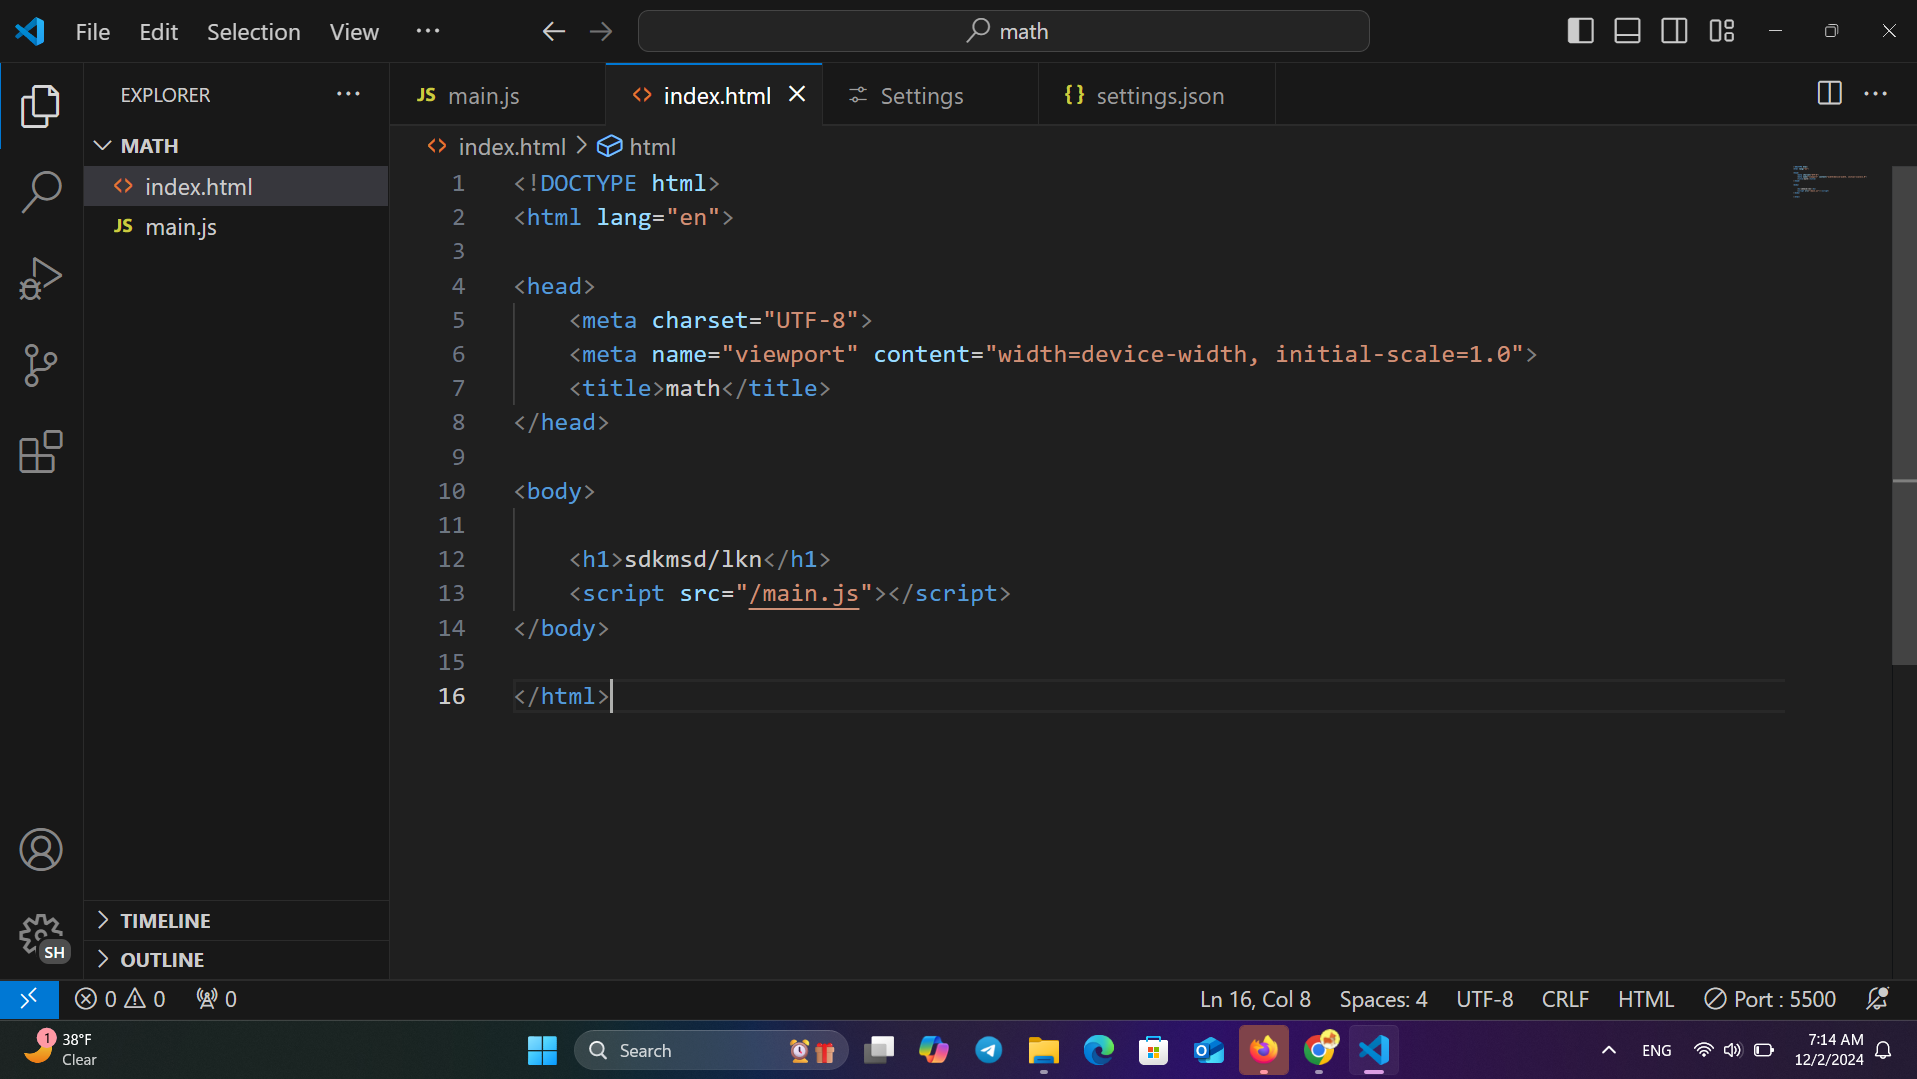 File Edit Selection View ··· math
EXPLORER ···
MATH
index.html
JS main.js
TIMELINE
OUTLINE
SH
JS main.js index.html Settings {} settings.json ···
index.html > html
1 <!DOCTYPE html>
2 <html lang="en">
3
4 <head>
5 <meta charset="UTF-8">
6 <meta name="viewport" content="width=device-width, initial-scale=1.0">
7 <title>math</title>
8 </head>
9
10 <body>
11
12 <h1>sdkmsd/lkn</h1>
13 <script src="/main.js"></script>
14 </body>
15
16 </html>
0 0 0 Ln 16, Col 8 Spaces: 4 UTF-8 CRLF HTML Port : 5500
1 38°F
Clear
Search
ENG
7:14 AM
12/2/2024